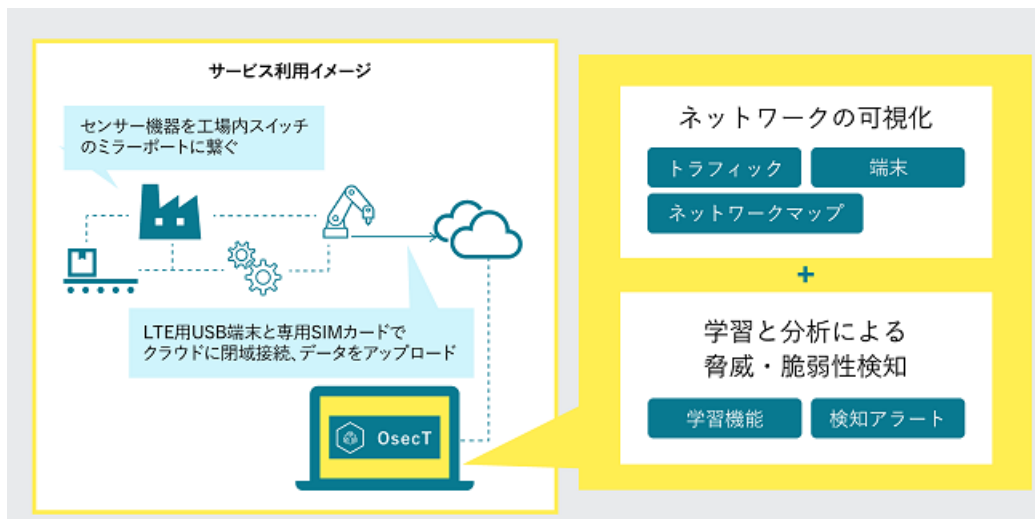 サービス利用イメージ
センサー機器を工場内スイッチ
のミラーポートに繋ぐ
LTE用USB端末と専用SIMカードで
クラウドに閉域接続、データをアップロード
OsecT
ネットワークの可視化
トラフィック
端末
ネットワークマップ
+
学習と分析による
脅威・脆弱性検知
学習機能
検知アラート